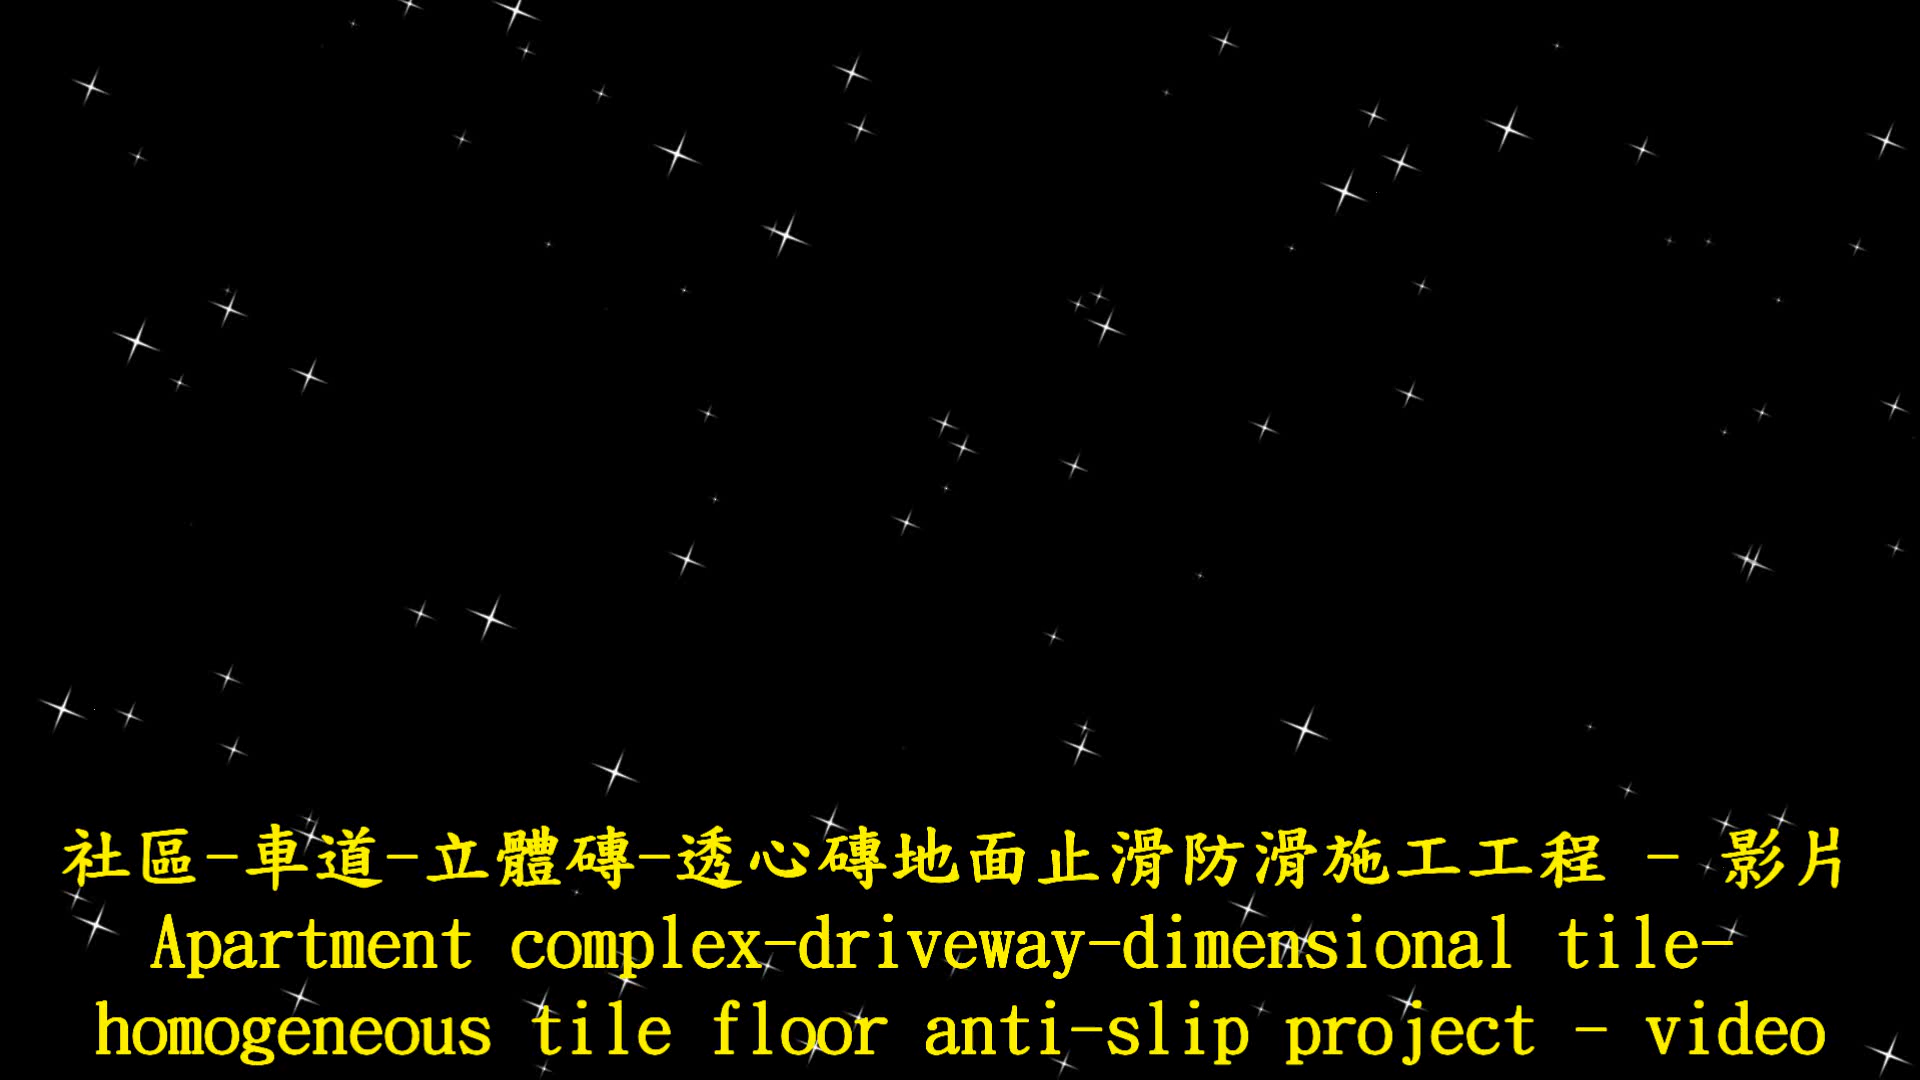 社區-車道-立體磚-透心磚地面止滑防滑施工工程 - 影片
Apartment complex-driveway-dimensional tile-
homogeneous tile floor anti-slip project - video